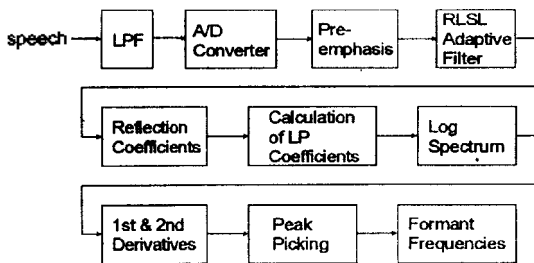 speech
LPF
A/D
Converter
Pre-
emphasis
RLSL
Adaptive
Filter
Reflection
Coefficients
Calculation
of LP
Coefficients
Log
Spectrum
1st & 2nd
Derivatives
Peak
Picking
Formant
Frequencies